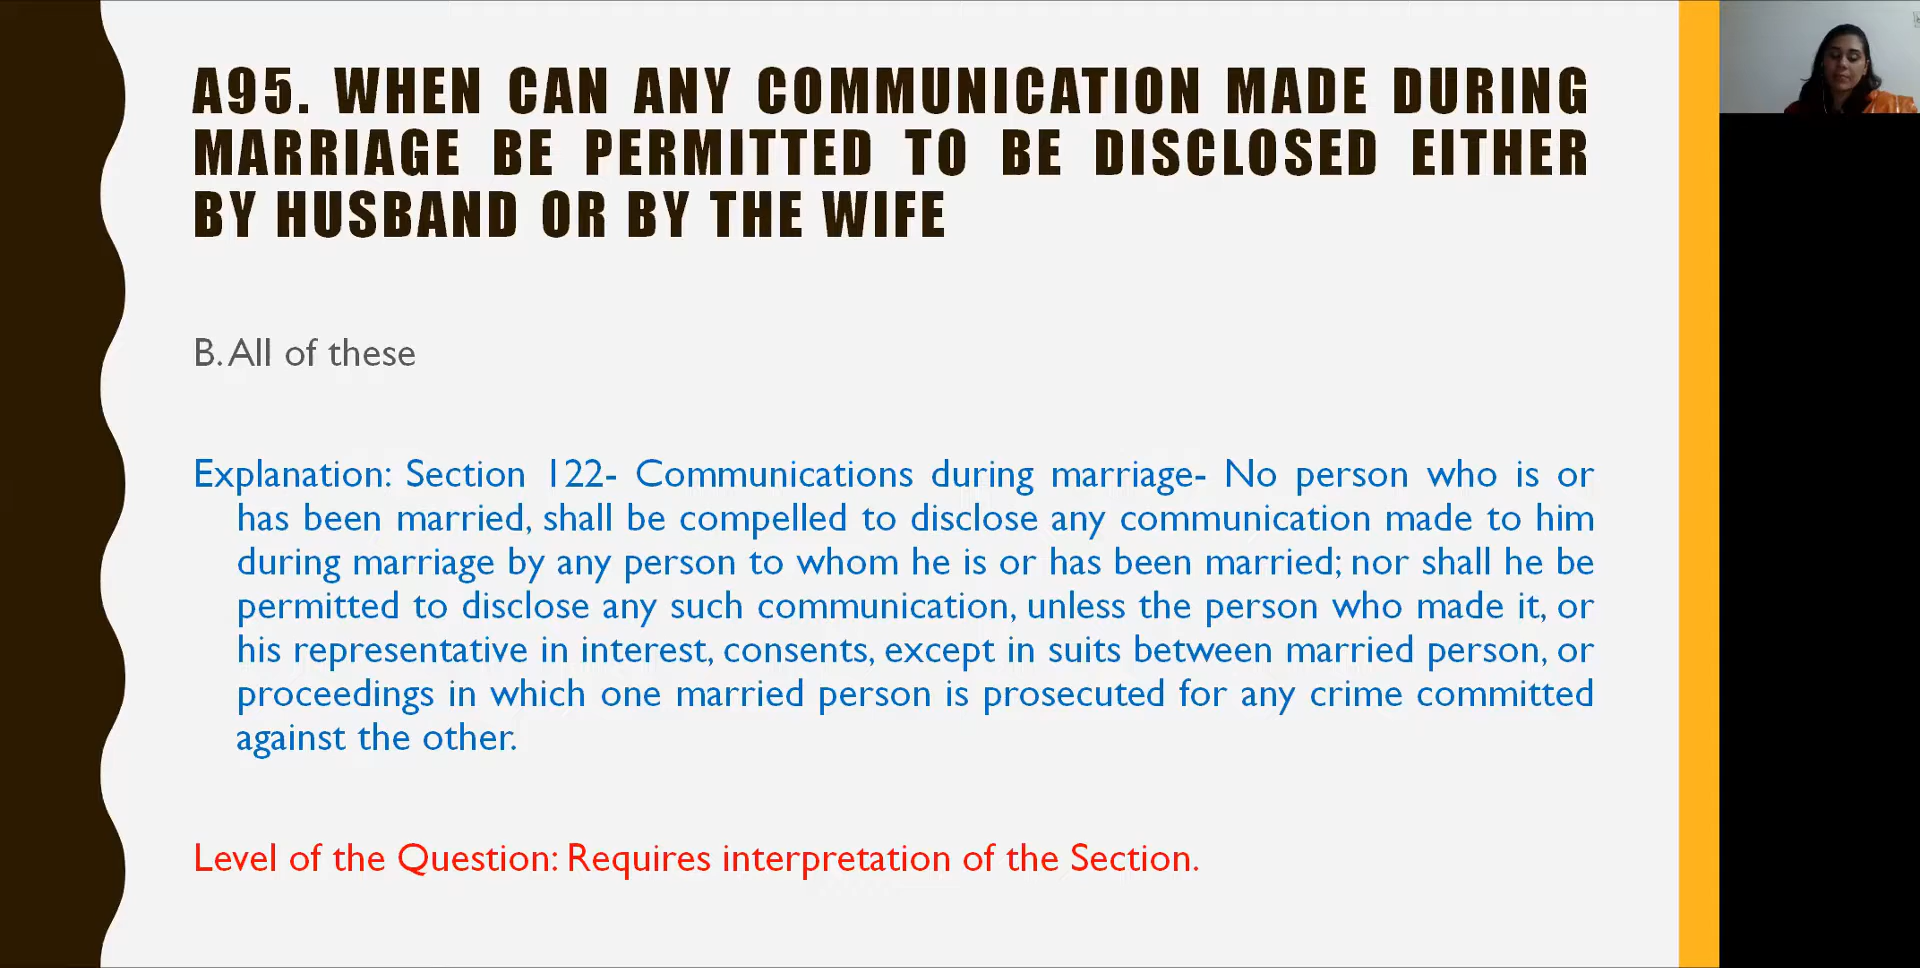 A95. WHEN CAN ANY COMMUNICATION MADE DURING
MARRIAGE BE PERMITTED TO BE DISCLOSED EITHER
BY HUSBAND OR BY THE WIFE
B. All of these
Explanation: Section 122- Communications during marriage- No person who is or
has been married, shall be compelled to disclose any communication made to him
during marriage by any person to whom he is or has been married; nor shall he be
permitted to disclose any such communication, unless the person who made it, or
his representative in interest, consents, except in suits between married person, or
proceedings in which one married person is prosecuted for any crime committed
against the other.
Level of the Question: Requires interpretation of the Section.